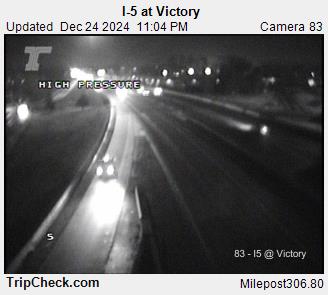 I-5 at Victory
Updated Dec 24 2024 11:04 PM Camera 83
T
HIGH PRESSURE
S
83 - I5 @ Victory
TripCheck.com Milepost306.80